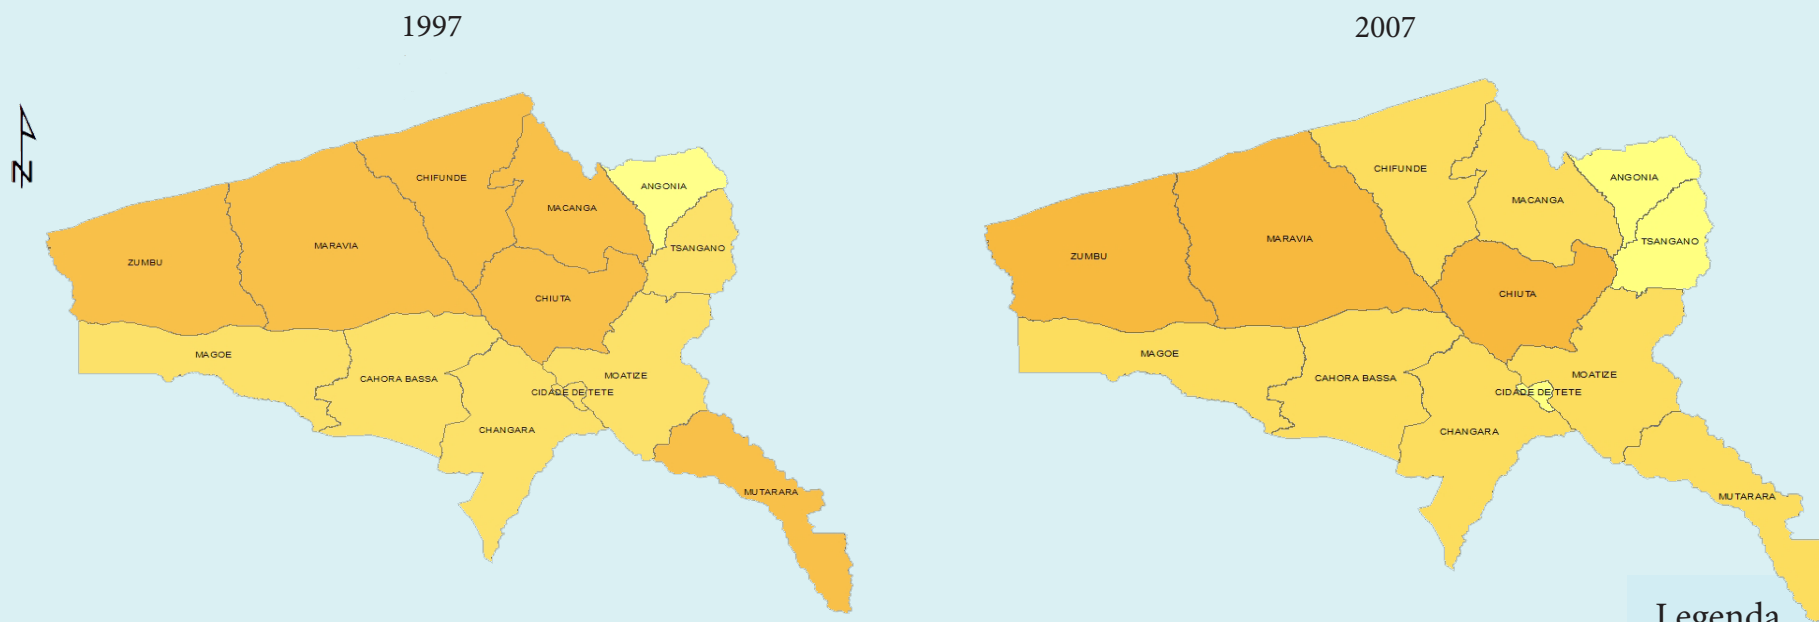 1997
2007
N
CHIFUNDE
ANGONIA
MACANGA
TSANGANO
MARAVIA
ZUMBU
CHIUTA
MAGOE
CAHORA BASSA
MOATIZE
CIDADE DE TETE
CHANGARA
MUTARARA
CHIFUNDE
ANGONIA
MACANGA
TSANGANO
MARAVIA
ZUMBU
CHIUTA
MAGOE
CAHORA BASSA
MOATIZE
CIDADE DE TETE
CHANGARA
MUTARARA
Legenda